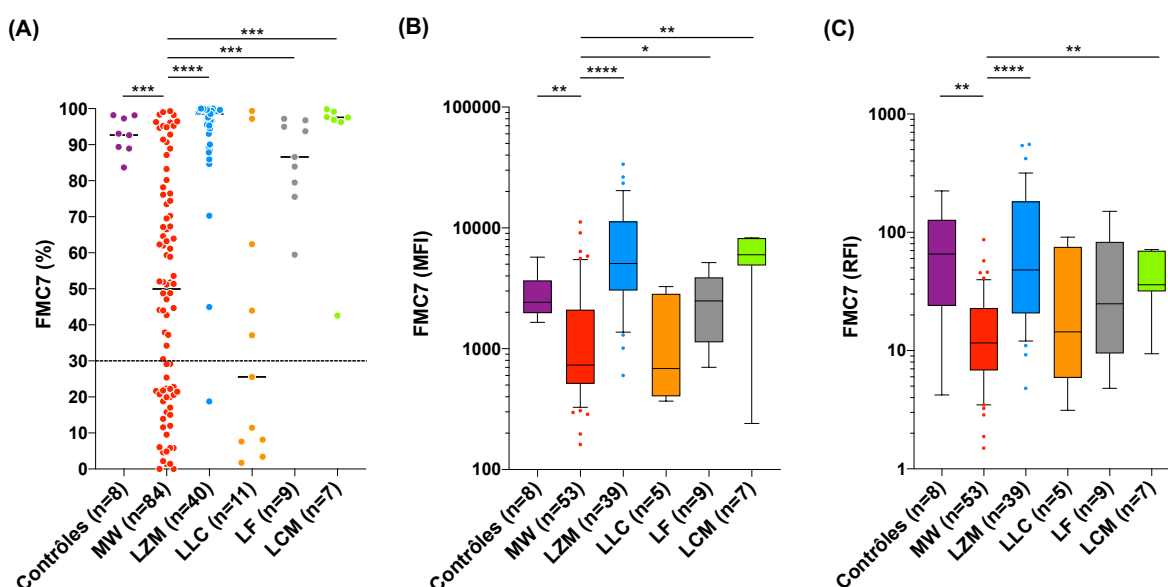 (A)
***
***
***
****
FMC7 (%)
100
90
80
70
60
50
40
30
20
10
0
Contrôles (n=8)
MW (n=84)
LZM (n=40)
LLC (n=11)
LF (n=9)
LCM (n=7)
(B)
**
*
**
****
FMC7 (MFI)
100000
10000
1000
100
Contrôles (n=8)
MW (n=53)
LZM (n=39)
LLC (n=5)
LF (n=9)
LCM (n=7)
(C)
**
**
****
FMC7 (RFI)
1000
100
10
1
Contrôles (n=8)
MW (n=53)
LZM (n=39)
LLC (n=5)
LF (n=9)
LCM (n=7)